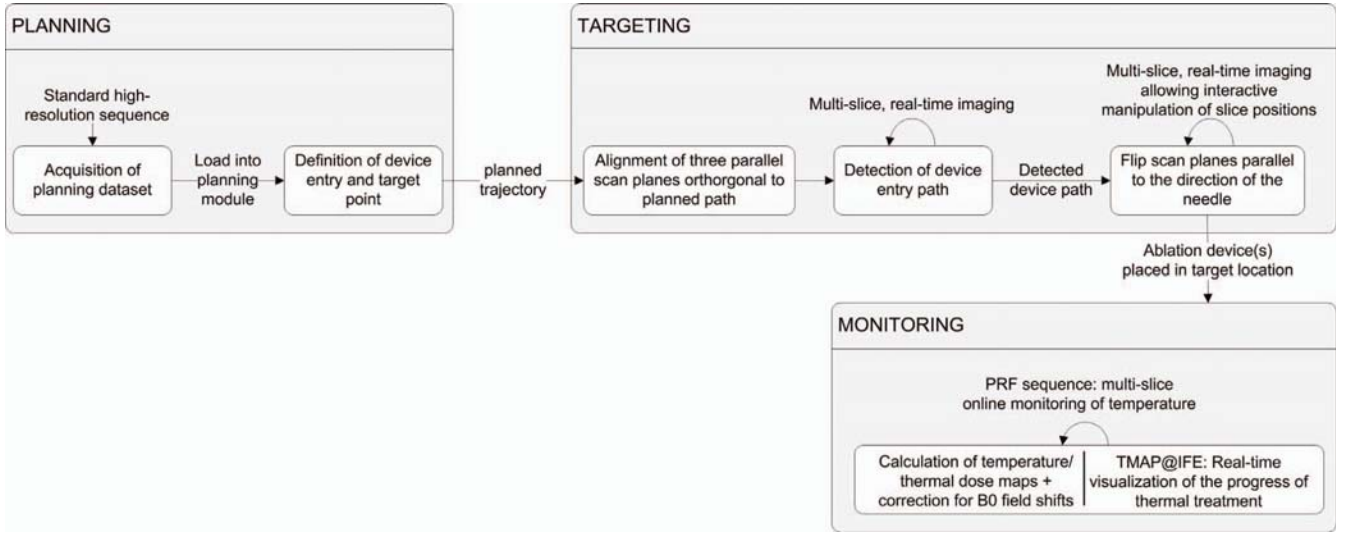 PLANNING
Standard high-
resolution sequence
Acquisition of
planning dataset
Load into
planning
module
Definition of device
entry and target
point
planned
trajectory
TARGETING
Alignment of three parallel
scan planes orthorgonal to
planned path
Multi-slice, real-time imaging
Detection of device
entry path
Detected
device path
Multi-slice, real-time imaging
allowing interactive
manipulation of slice positions
Flip scan planes parallel
to the direction of the
needle
Ablation device(s)
placed in target location
MONITORING
PRF sequence: multi-slice
online monitoring of temperature
Calculation of temperature/
thermal dose maps +
correction for B0 field shifts
TMAP@IFE: Real-time
visualization of the progress of
thermal treatment